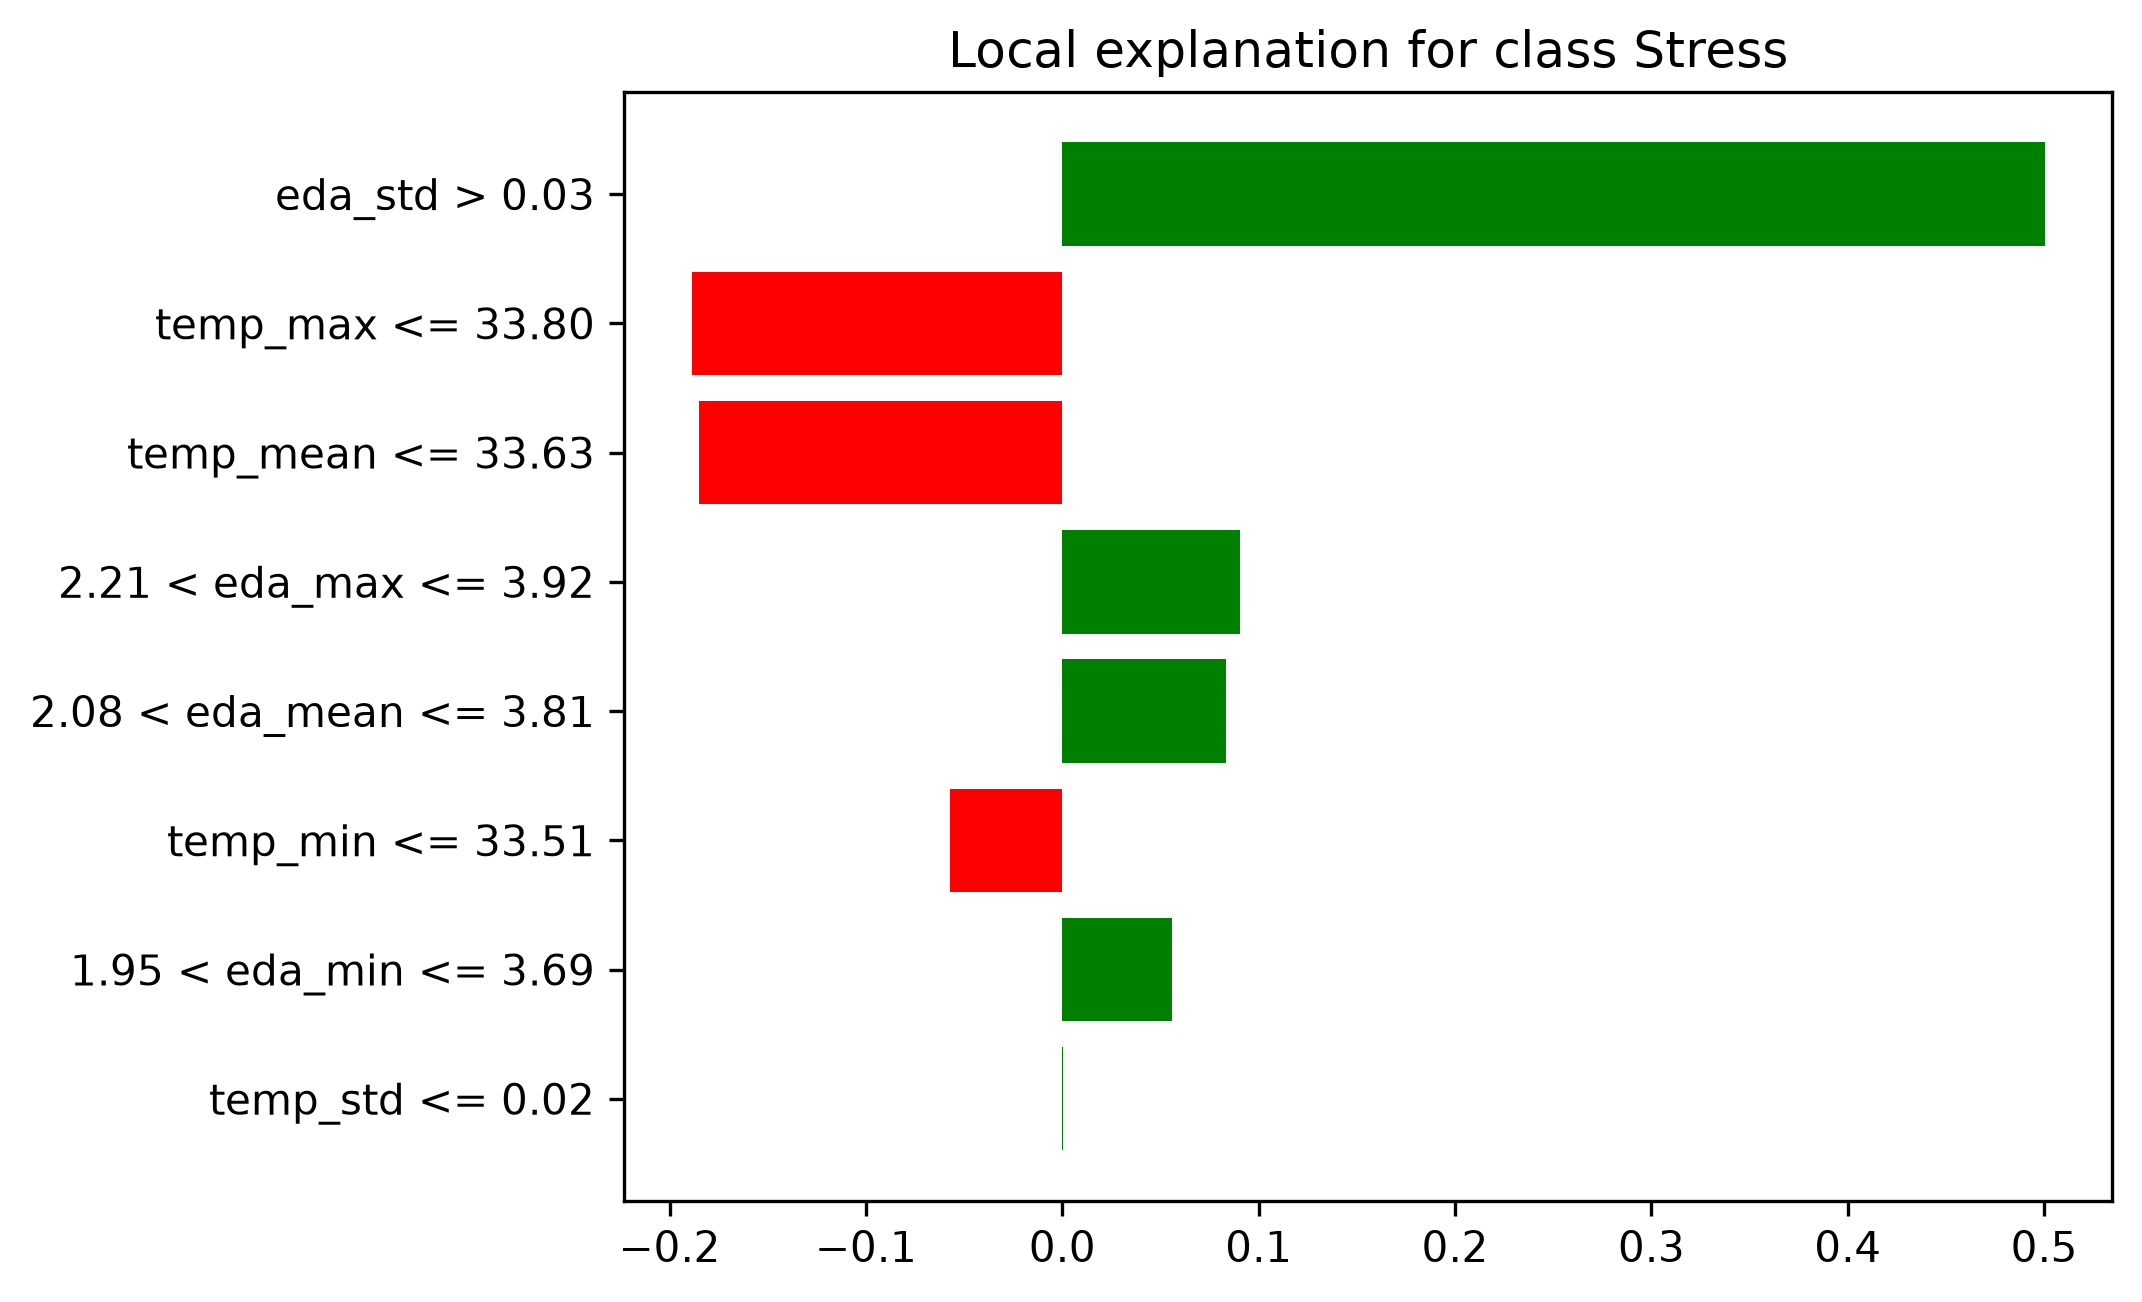 Local explanation for class Stress
eda_std > 0.03
temp_max <= 33.80
temp_mean <= 33.63
2.21 < eda_max <= 3.92
2.08 < eda_mean <= 3.81
temp_min <= 33.51
1.95 < eda_min <= 3.69
temp_std <= 0.02
−0.2 −0.1 0.0 0.1 0.2 0.3 0.4 0.5